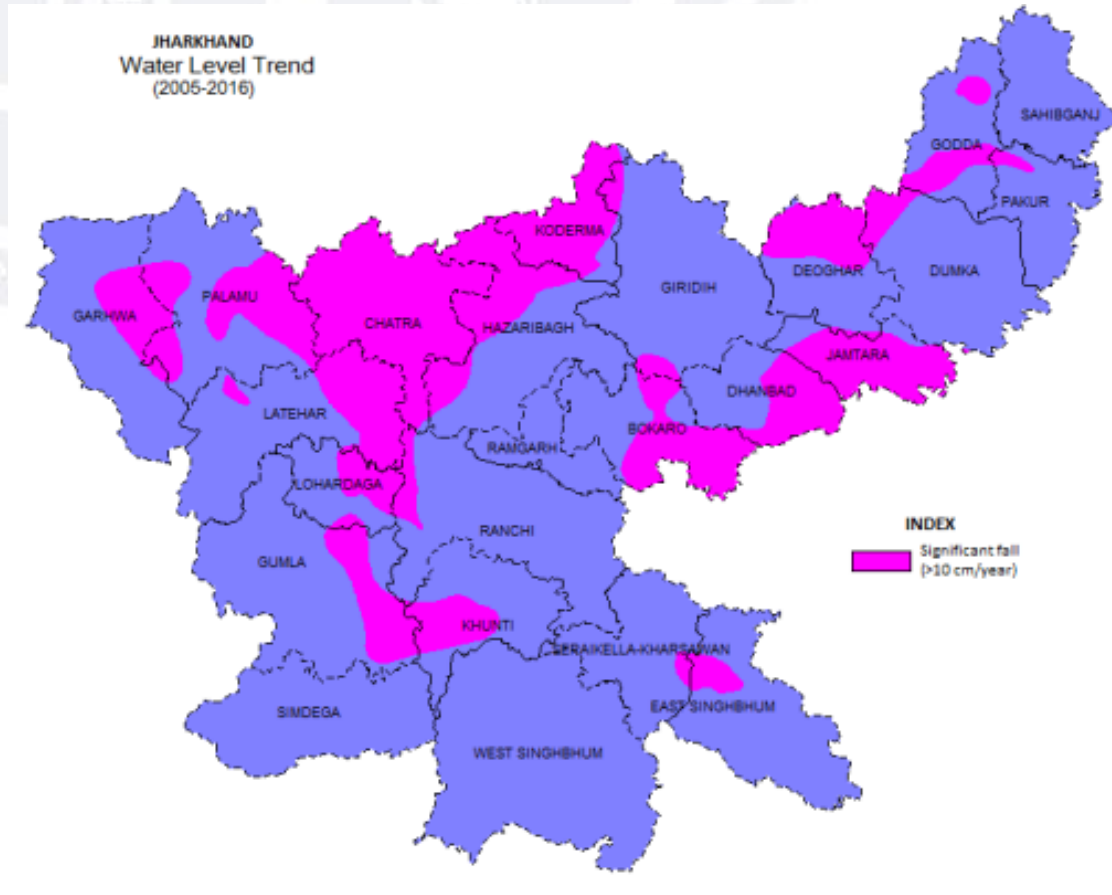 JHARKHAND
Water Level Trend
(2005-2016)
SAHIBGANJ
GODDA
PAKUR
KODERMA
DEOGHAR
DUMKA
GIRIDIH
PALAMU
GARHWA
CHATRA
HAZARIBAGH
JAMTARA
DHANBAD
LATEHAR
BOKARO
RAMGARH
LOHARDAGA
RANCHI
INDEX
Significant fall
(>10 cm/year)
GUMLA
KHUNTI
SERAIKELLA-KHARSAWAN
EAST SINGHBHUM
SIMDEGA
WEST SINGHBHUM